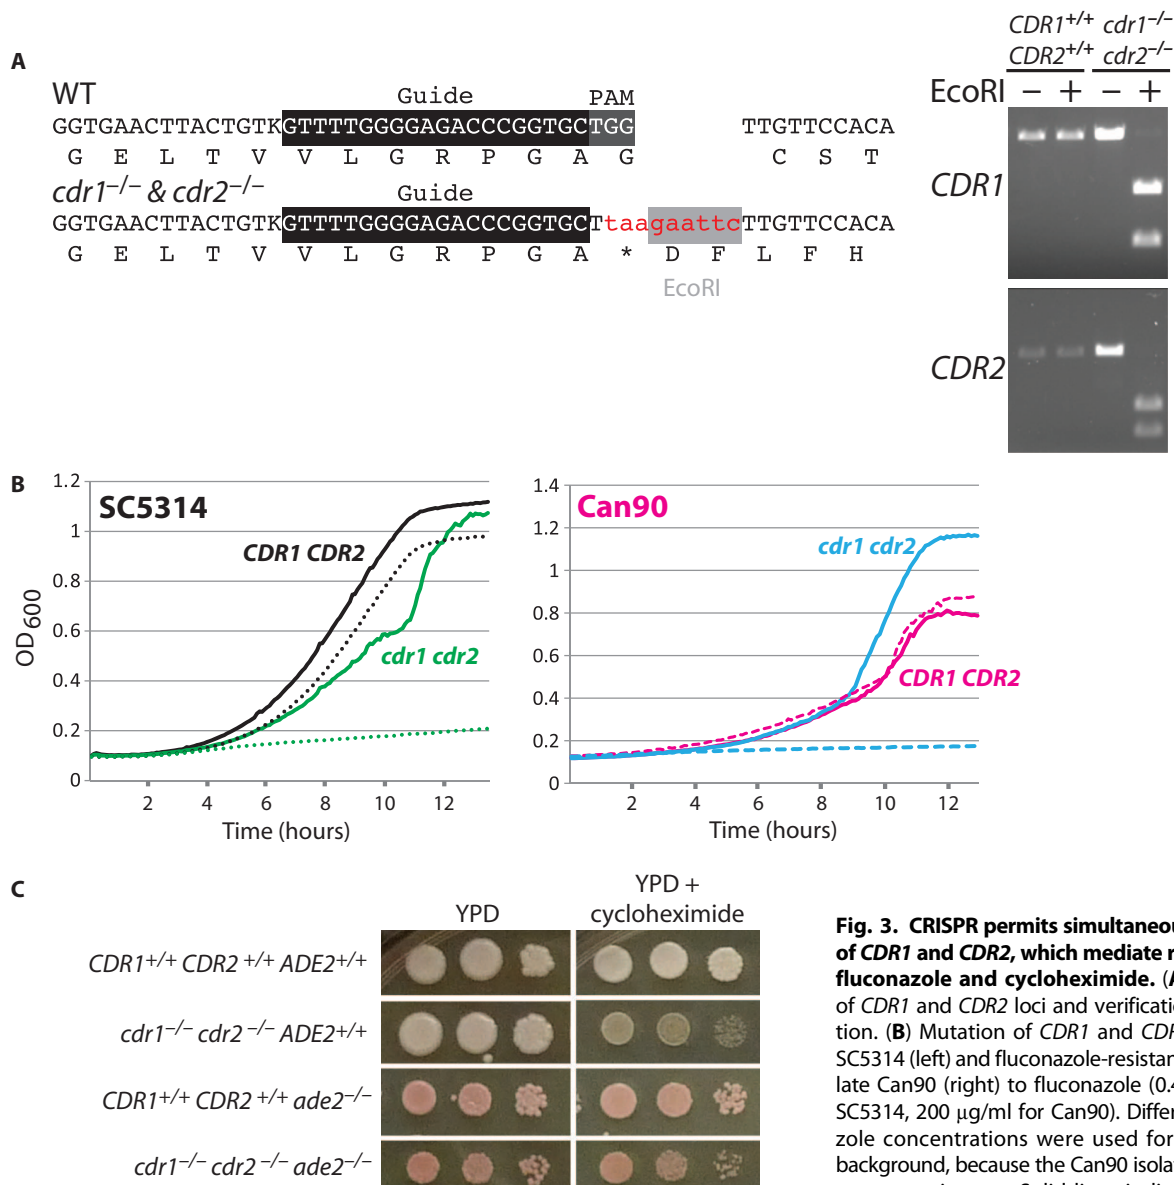 A
WT
Guide PAM
GGTGAACTTACTGTKGTTTTGGGGAGACCCGGTGCTGG TTGTTCCACA
G E L T V V L G R P G A G C S T
cdr1–/– & cdr2–/–
Guide
GGTGAACTTACTGTKGTTTTGGGGAGACCCGGTGCTtaagaattcTTGTTCCACA
G E L T V V L G R P G A * D F L F H
EcoRI
CDR1+/+ cdr1–/–
CDR2+/+ cdr2–/–
EcoRI – + – +
CDR1
CDR2
B
SC5314
CDR1 CDR2
cdr1 cdr2
OD600
1.2
1
0.8
0.6
0.4
0.2
0
2 4 6 8 10 12
Time (hours)
Can90
cdr1 cdr2
CDR1 CDR2
1.4
1.2
1
0.8
0.6
0.4
0.2
0
2 4 6 8 10 12
Time (hours)
C
YPD
YPD +
cycloheximide
CDR1+/+ CDR2 +/+ ADE2+/+
cdr1–/– cdr2 –/– ADE2+/+
CDR1+/+ CDR2 +/+ ade2–/–
cdr1–/– cdr2 –/– ade2–/–
Fig. 3. CRISPR permits simultaneou
of CDR1 and CDR2, which mediate r
fluconazole and cycloheximide. (A
of CDR1 and CDR2 loci and verificatio
tion. (B) Mutation of CDR1 and CDR
SC5314 (left) and fluconazole-resistan
late Can90 (right) to fluconazole (0.4
SC5314, 200 μg/ml for Can90). Differ
zole concentrations were used for
background, because the Can90 isola